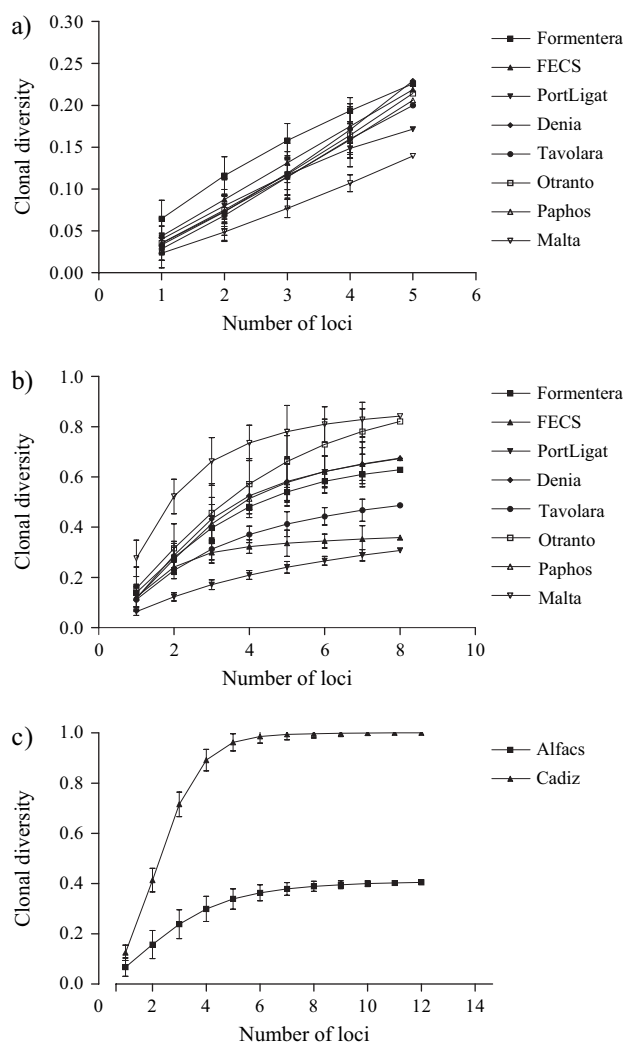 a)
0.30
0.25
0.20
0.15
0.10
0.05
0.00
Clonal diversity
0 1 2 3 4 5 6
Number of loci
Formentera
FECS
PortLigat
Denia
Tavolara
Otranto
Paphos
Malta
b)
1.0
0.8
0.6
0.4
0.2
0.0
Clonal diversity
0 2 4 6 8 10
Number of loci
Formentera
FECS
PortLigat
Denia
Tavolara
Otranto
Paphos
Malta
c)
1.0
0.8
0.6
0.4
0.2
0.0
Clonal diversity
0 2 4 6 8 10 12 14
Number of loci
Alfacs
Cadiz